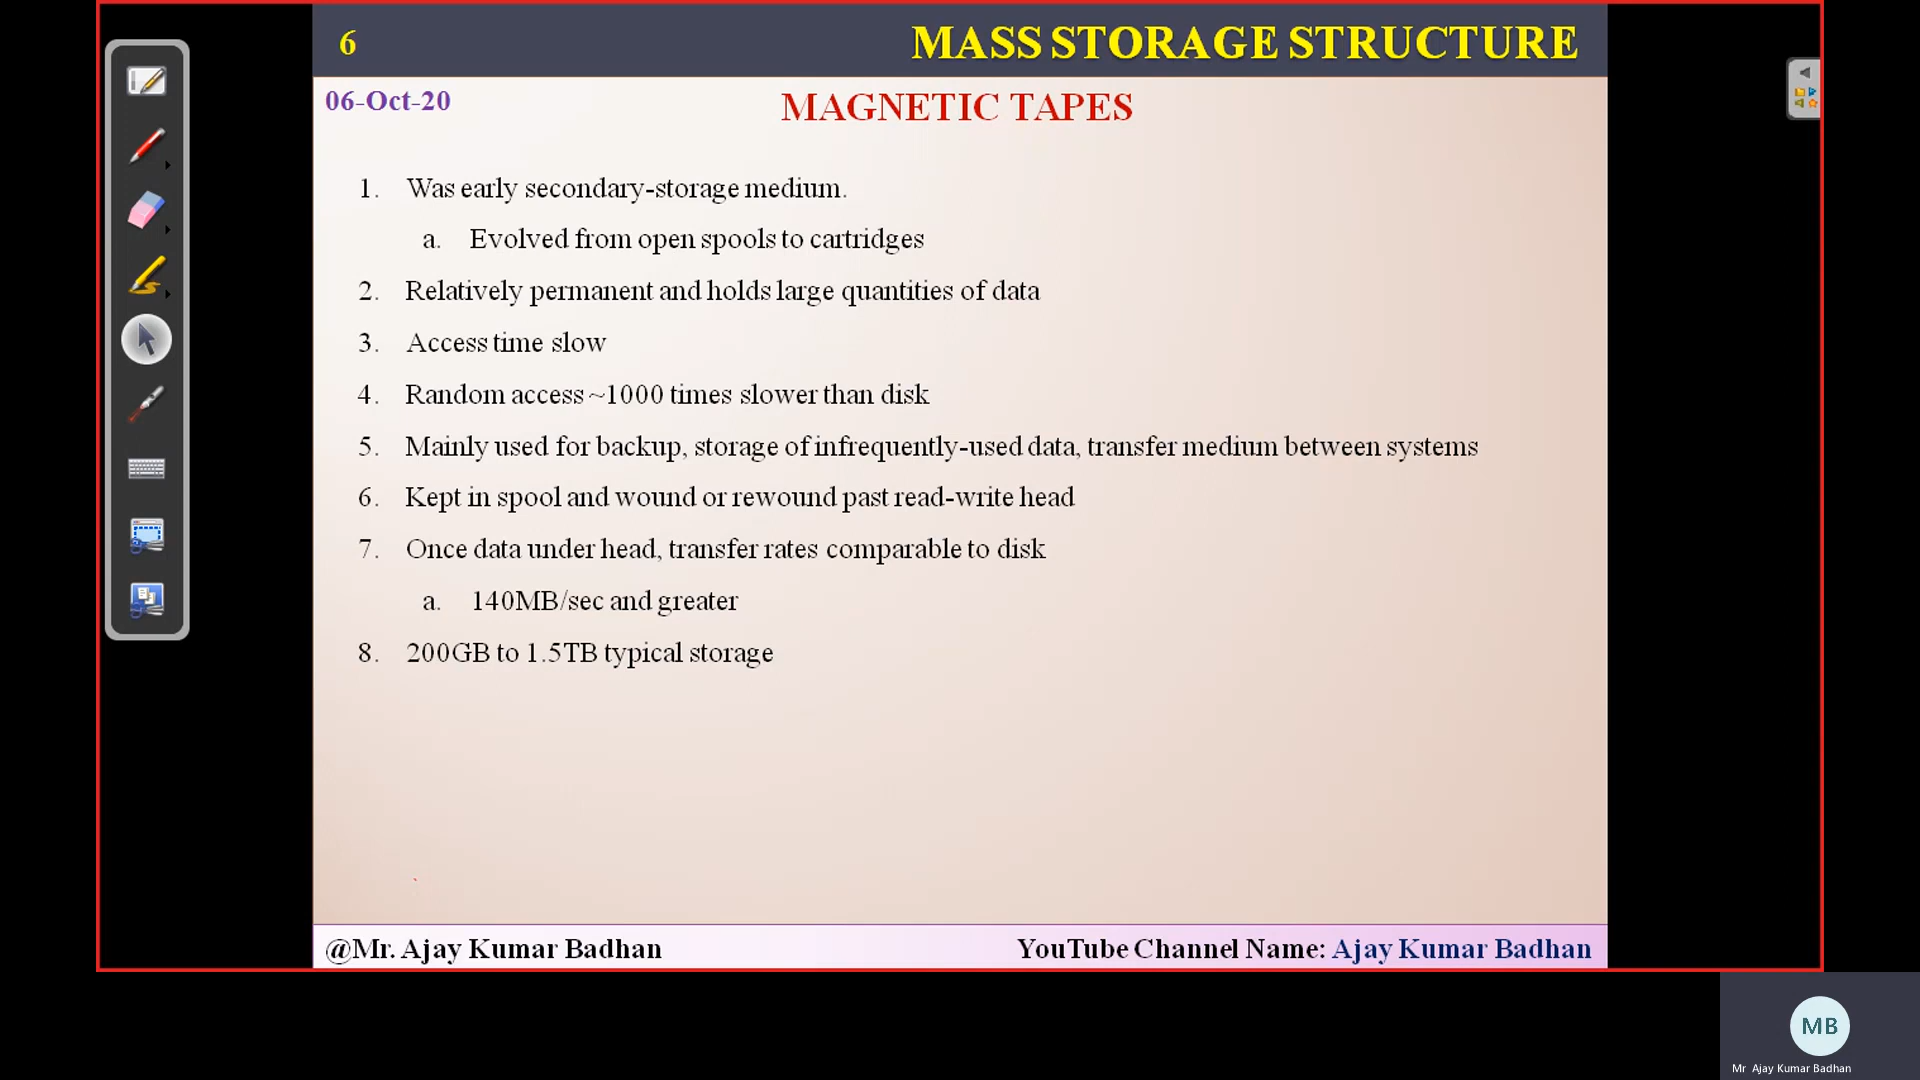 6
MASS STORAGE STRUCTURE
06-Oct-20
MAGNETIC TAPES
1. Was early secondary-storage medium.
a. Evolved from open spools to cartridges
2. Relatively permanent and holds large quantities of data
3. Access time slow
4. Random access ~1000 times slower than disk
5. Mainly used for backup, storage of infrequently-used data, transfer medium between systems
6. Kept in spool and wound or rewound past read-write head
7. Once data under head, transfer rates comparable to disk
a. 140MB/sec and greater
8. 200GB to 1.5TB typical storage
@Mr. Ajay Kumar Badhan
YouTube Channel Name: Ajay Kumar Badhan
MB
Mr Ajay Kumar Badhan